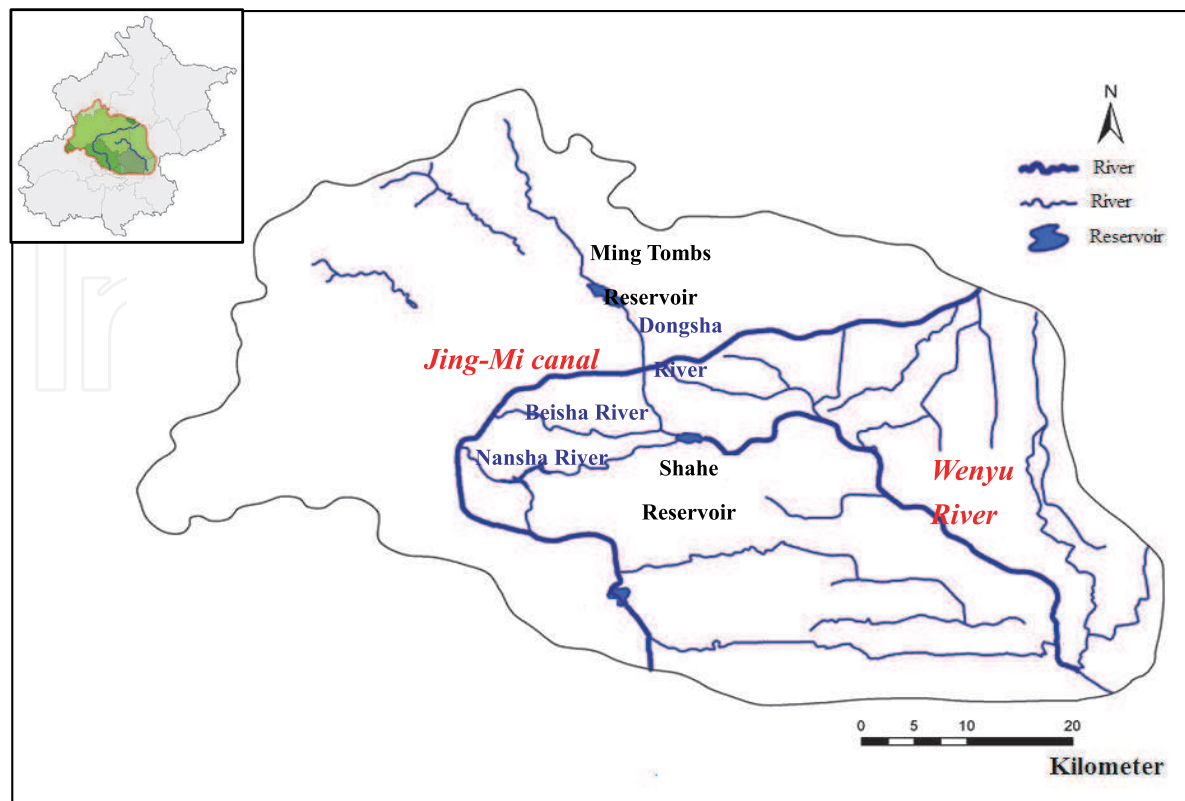 N
River
River
Reservoir
Ming Tombs
Reservoir
Dongsha
River
Jing-Mi canal
Beisha River
Nansha River
Shahe
Reservoir
Wenyu
River
0 5 10 20
Kilometer